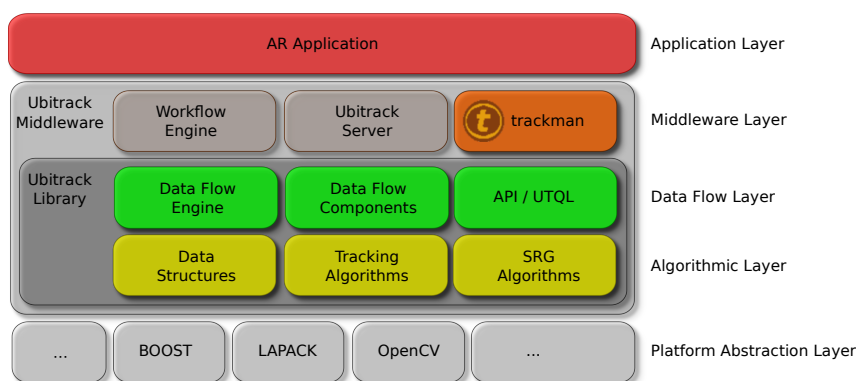 AR Application
Application Layer
Ubitrack
Middleware
Workflow
Engine
Ubitrack
Server
t trackman
Middleware Layer
Ubitrack
Library
Data Flow
Engine
Data Flow
Components
API / UTQL
Data Flow Layer
Data
Structures
Tracking
Algorithms
SRG
Algorithms
Algorithmic Layer
...
BOOST
LAPACK
OpenCV
...
Platform Abstraction Layer